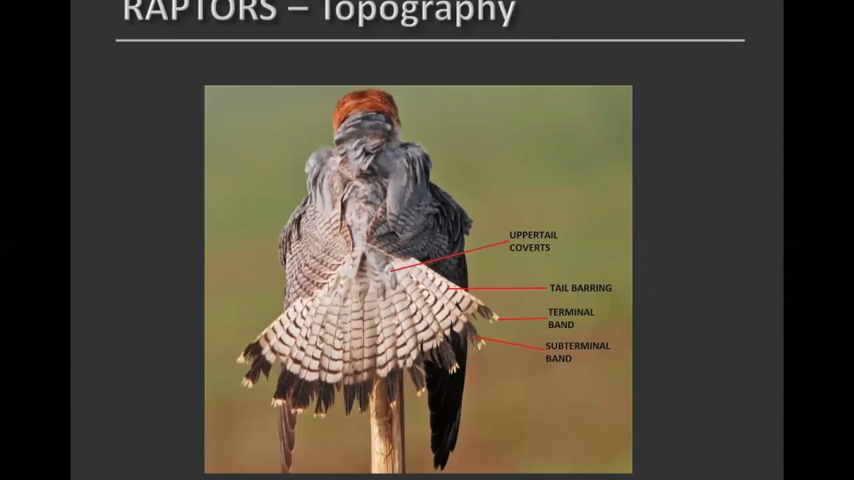 RAPTORS – Topography
UPPERTAIL
COVERTS
TAIL BARRING
TERMINAL
BAND
SUBTERMINAL
BAND